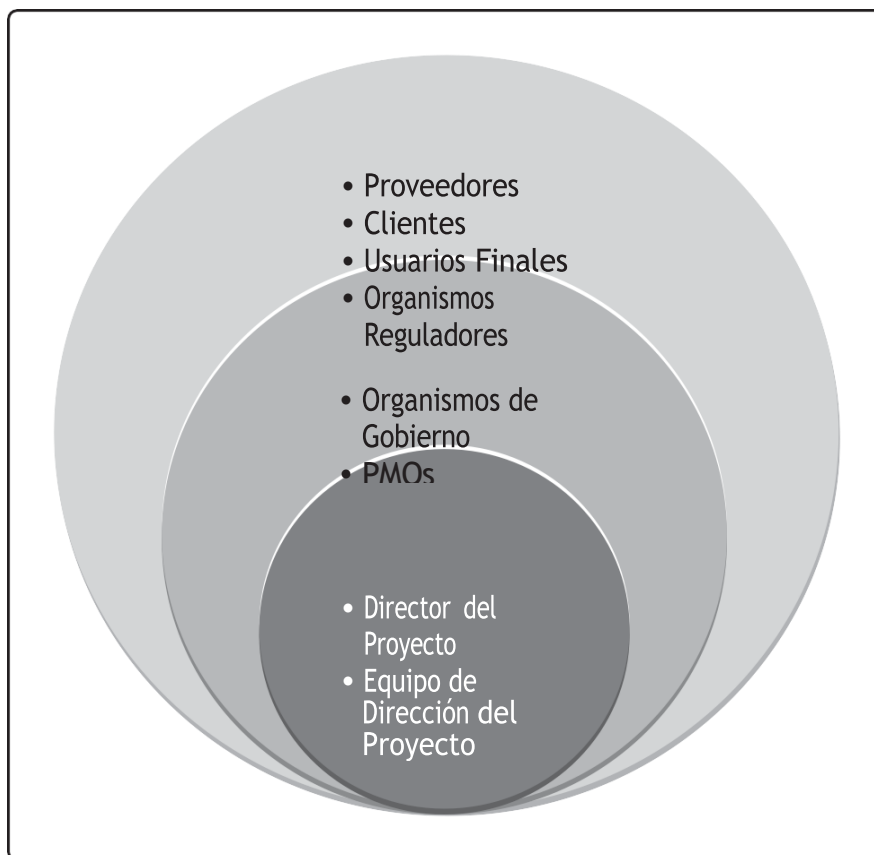 • Proveedores
• Clientes
• Usuarios Finales
• Organismos
Reguladores
• Organismos de
Gobierno
• PMOs
• Director del
Proyecto
• Equipo de
Dirección del
Proyecto